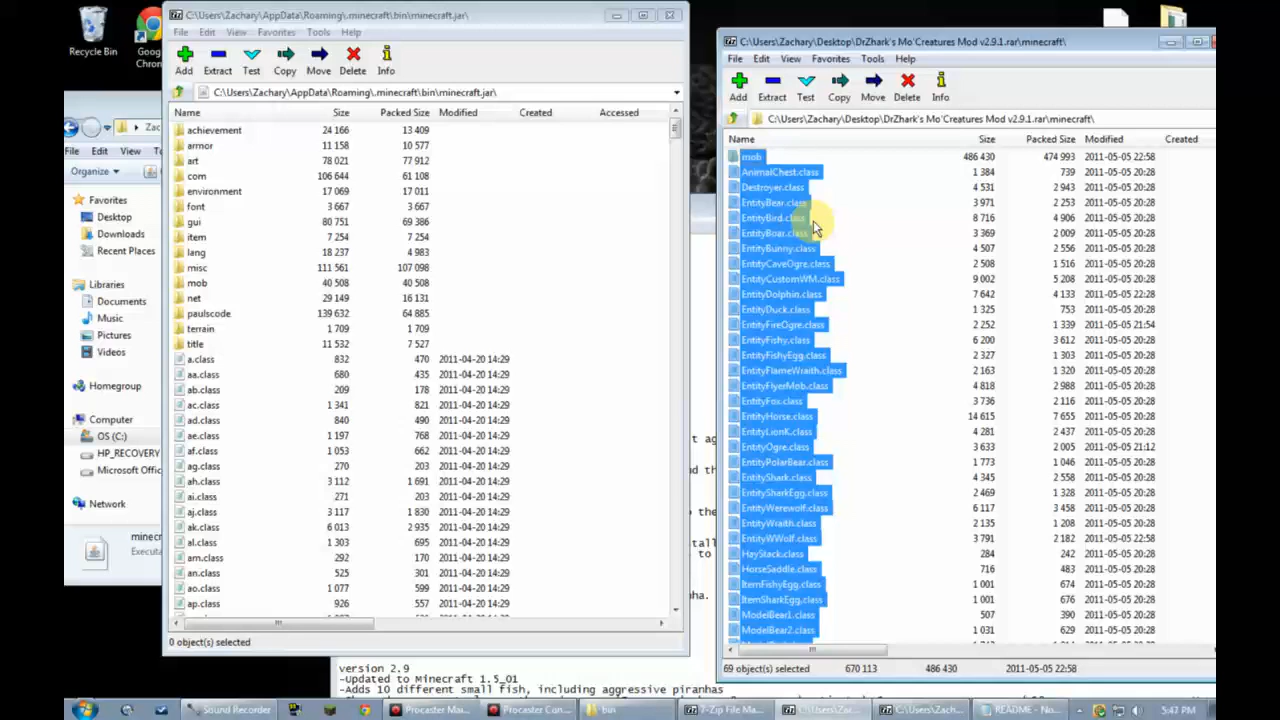 Recycle Bin
Goog
Chron
C:\Users\Zachary\AppData\Roaming\.minecraft\bin\minecraft.jar\
File Edit View Favorites Tools Help
Add Extract Test Copy Move Delete Info
C:\Users\Zachary\AppData\Roaming\.minecraft\bin\minecraft.jar\
Name Size Packed Size Modified Created Accessed
achievement 24 166 13 409
armor 11 158 10 577
art 78 021 77 912
com 106 644 61 108
environment 17 069 17 011
font 3 667 3 667
gui 80 751 69 386
item 7 254 7 254
lang 18 237 4 983
misc 111 561 107 098
mob 40 508 40 508
net 29 149 16 131
paulscode 139 632 64 885
terrain 1 709 1 709
title 11 532 7 527
a.class 832 470 2011-04-20 14:29
aa.class 680 435 2011-04-20 14:29
ab.class 209 178 2011-04-20 14:29
ac.class 1 341 821 2011-04-20 14:29
ad.class 840 490 2011-04-20 14:29
ae.class 1 197 768 2011-04-20 14:29
af.class 1 053 662 2011-04-20 14:29
ag.class 270 203 2011-04-20 14:29
ah.class 3 112 1 691 2011-04-20 14:29
ai.class 271 203 2011-04-20 14:29
aj.class 3 117 1 830 2011-04-20 14:29
ak.class 6 013 2 935 2011-04-20 14:29
al.class 1 303 695 2011-04-20 14:29
am.class 292 170 2011-04-20 14:29
an.class 525 301 2011-04-20 14:29
ao.class 1 077 599 2011-04-20 14:29
ap.class 926 557 2011-04-20 14:29
0 object(s) selected
Zac
File Edit View
Organize
Favorites
Desktop
Downloads
Recent Places
Libraries
Documents
Music
Pictures
Videos
Homegroup
Computer
OS (C:)
HP_RECOVERY
Microsoft Offic
Network
minecr
Executa
C:\Users\Zachary\Desktop\DrZhark's Mo'Creatures Mod v2.9.1.rar\minecraft\
File Edit View Favorites Tools Help
Add Extract Test Copy Move Delete Info
C:\Users\Zachary\Desktop\DrZhark's Mo'Creatures Mod v2.9.1.rar\minecraft\
Name Size Packed Size Modified Created
mob 486 430 474 993 2011-05-05 22:58
AnimalChest.class 1 384 739 2011-05-05 20:28
Destroyer.class 4 531 2 943 2011-05-05 20:28
EntityBear.class 3 971 2 253 2011-05-05 20:28
EntityBird.class 8 716 4 906 2011-05-05 20:28
EntityBoar.class 3 369 2 009 2011-05-05 20:28
EntityBunny.class 4 507 2 556 2011-05-05 20:28
EntityCaveOgre.class 2 508 1 516 2011-05-05 20:28
EntityCustomWM.class 9 002 5 208 2011-05-05 20:28
EntityDolphin.class 7 642 4 133 2011-05-05 22:28
EntityDuck.class 1 325 753 2011-05-05 20:28
EntityFireOgre.class 2 252 1 339 2011-05-05 21:54
EntityFishy.class 6 200 3 612 2011-05-05 20:28
EntityFishyEgg.class 2 327 1 303 2011-05-05 20:28
EntityFlameWraith.class 2 163 1 320 2011-05-05 20:28
EntityFlyerMob.class 4 818 2 988 2011-05-05 20:28
EntityFox.class 3 736 2 116 2011-05-05 20:28
EntityHorse.class 14 615 7 655 2011-05-05 20:28
EntityLionK.class 4 281 2 437 2011-05-05 20:28
EntityOgre.class 3 633 2 005 2011-05-05 21:12
EntityPolarBear.class 1 773 1 046 2011-05-05 20:28
EntityShark.class 4 345 2 558 2011-05-05 20:28
EntitySharkEgg.class 2 469 1 328 2011-05-05 20:28
EntityWerewolf.class 6 117 3 458 2011-05-05 20:28
EntityWraith.class 2 135 1 208 2011-05-05 20:28
EntityWWolf.class 3 791 2 182 2011-05-05 22:58
HayStack.class 284 242 2011-05-05 20:28
HorseSaddle.class 716 483 2011-05-05 20:28
ItemFishyEgg.class 1 001 674 2011-05-05 20:28
ItemSharkEgg.class 1 001 676 2011-05-05 20:28
ModelBear1.class 507 390 2011-05-05 20:28
ModelBear2.class 1 031 629 2011-05-05 20:28
69 object(s) selected 670 113 486 430 2011-05-05 22:58
version 2.9
-Updated to Minecraft 1.5_01
-Adds 10 different small fish, including aggressive piranhas
Sound Recorder Procaster Ma... Procaster Con... bin 7-Zip File Ma... C:\Users\Zac... C:\Users\Zach... README - No... 5:47 PM